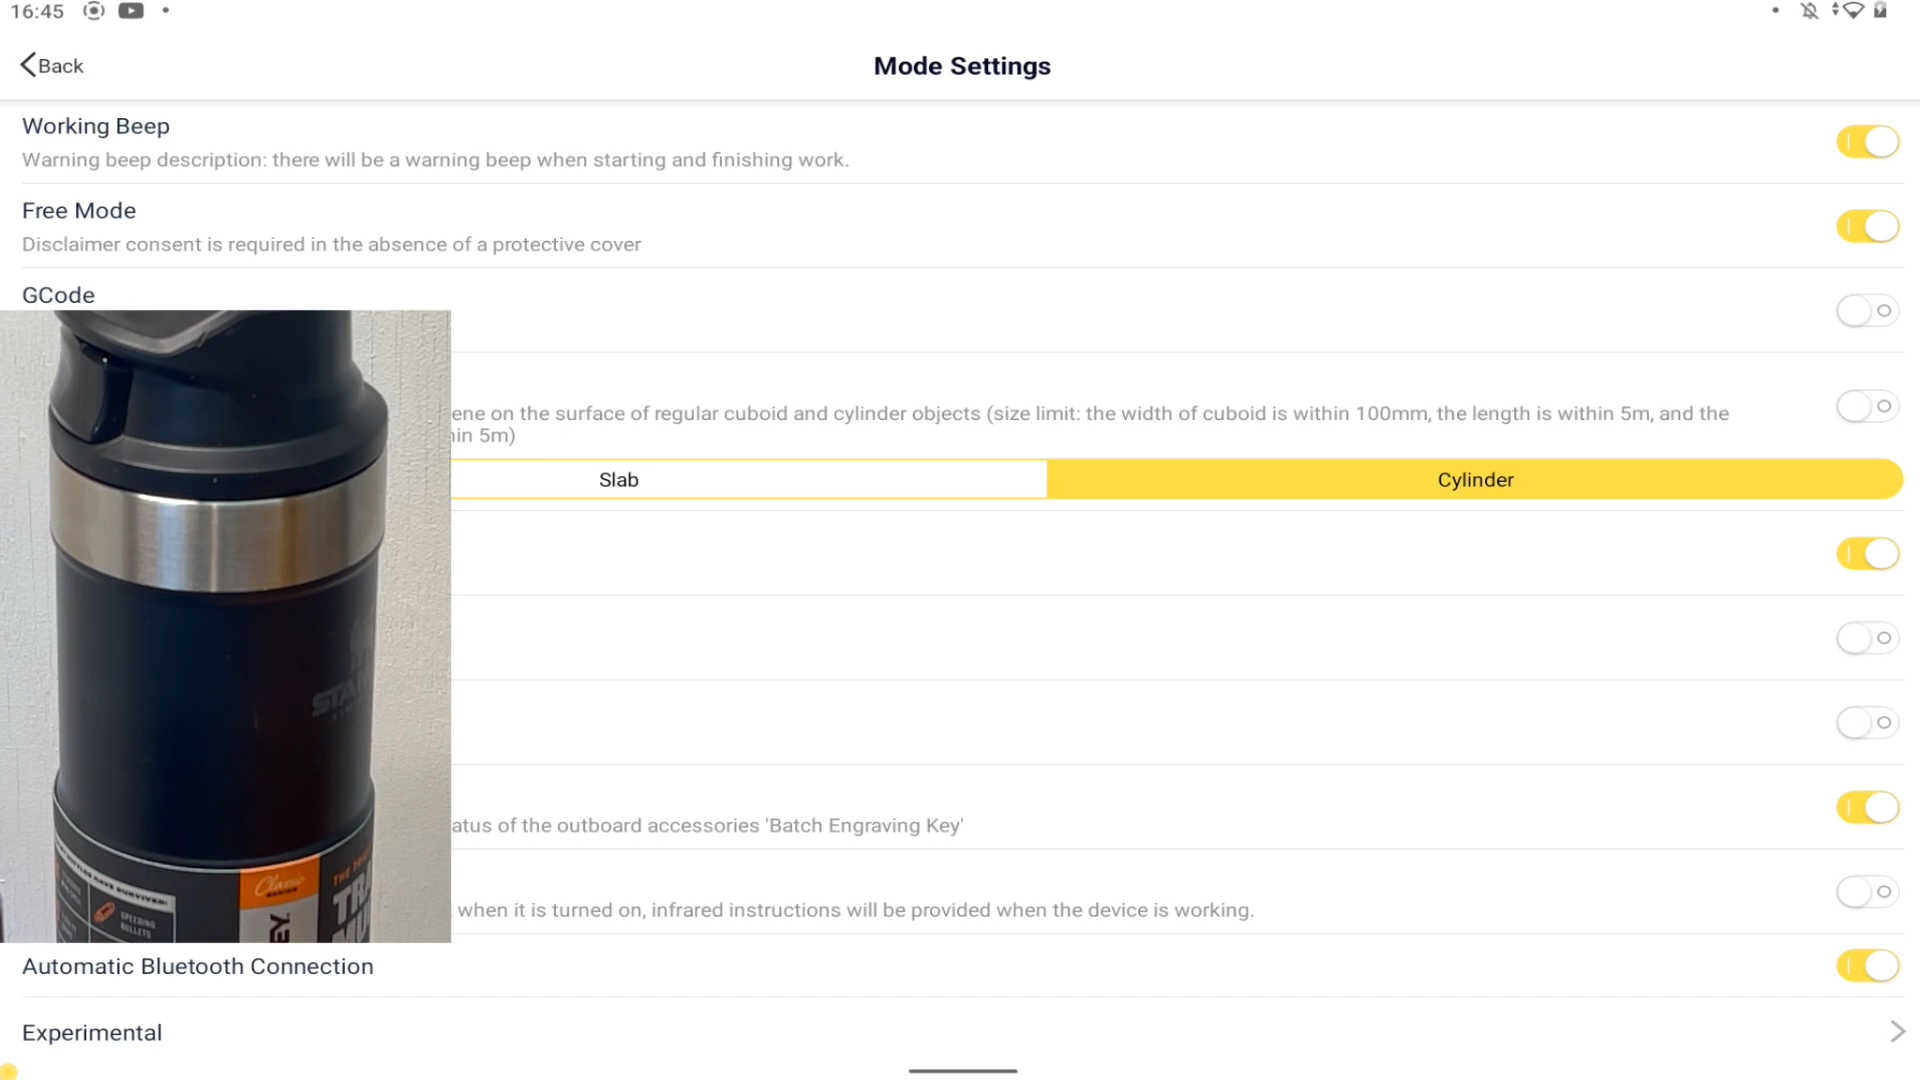 16:45
Back
Mode Settings
Working Beep
Warning beep description: there will be a warning beep when starting and finishing work.
Free Mode
Disclaimer consent is required in the absence of a protective cover
GCode
on the surface of regular cuboid and cylinder objects (size limit: the width of cuboid is within 100mm, the length is within 5m, and the
5m)
Slab
Cylinder
of the outboard accessories 'Batch Engraving Key'
when it is turned on, infrared instructions will be provided when the device is working.
Automatic Bluetooth Connection
Experimental
Classic
SPEEDING
BULLETS
THE